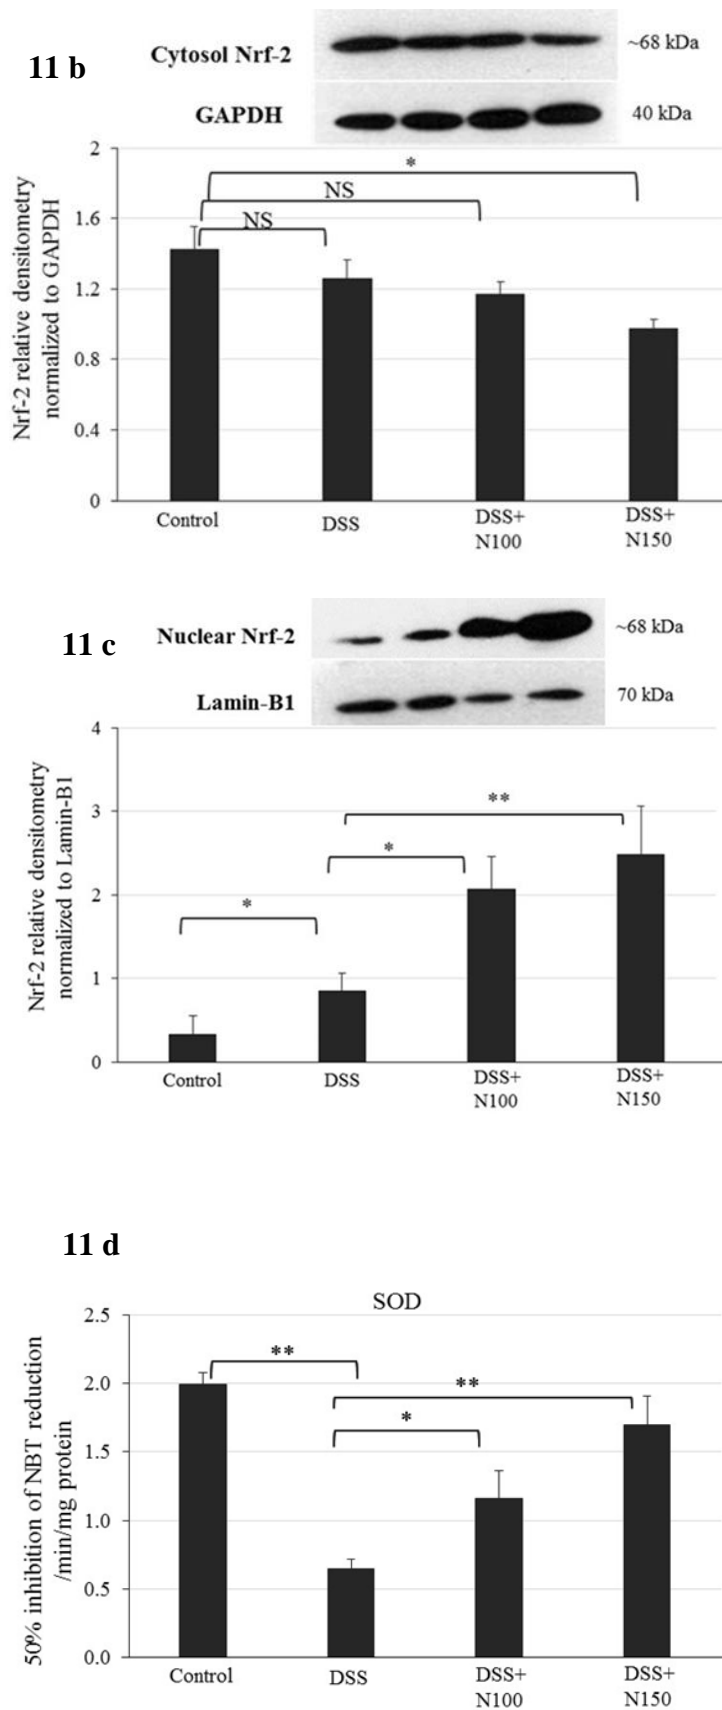 11 b
Cytosol Nrf-2
~68 kDa
GAPDH
40 kDa
Nrf-2 relative densitometry
normalized to GAPDH
2
1.6
1.2
0.8
0.4
0
*
NS
NS
Control
DSS
DSS+
N100
DSS+
N150
11 c
Nuclear Nrf-2
~68 kDa
Lamin-B1
70 kDa
Nrf-2 relative densitometry
normalized to Lamin-B1
4
3
2
1
0
**
*
*
Control
DSS
DSS+
N100
DSS+
N150
11 d
SOD
50% inhibition of NBT reduction
/min/mg protein
2.5
2.0
1.5
1.0
0.5
0.0
**
**
*
Control
DSS
DSS+
N100
DSS+
N150